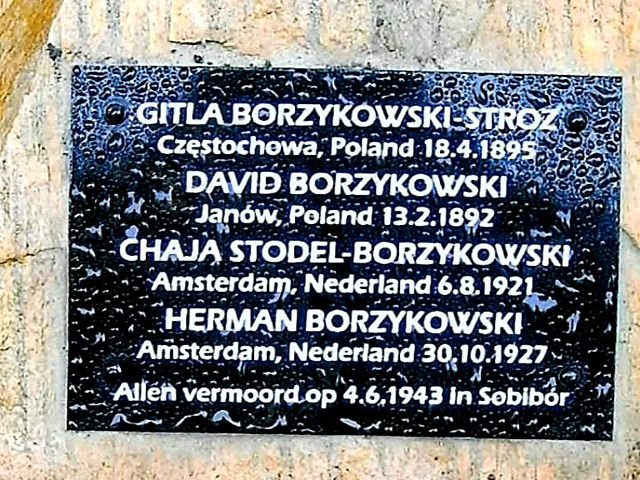 GITLA BORZYKOWSKI-STROZ
Częstochowa, Poland 18.4.1895
DAVID BORZYKOWSKI
Janów, Poland 13.2.1892
CHAJA STODEL-BORZYKOWSKI
Amsterdam, Nederland 6.8.1921
HERMAN BORZYKOWSKI
Amsterdam, Nederland 30.10.1927
Allen vermoord op 4.6.1943 in Sobibór